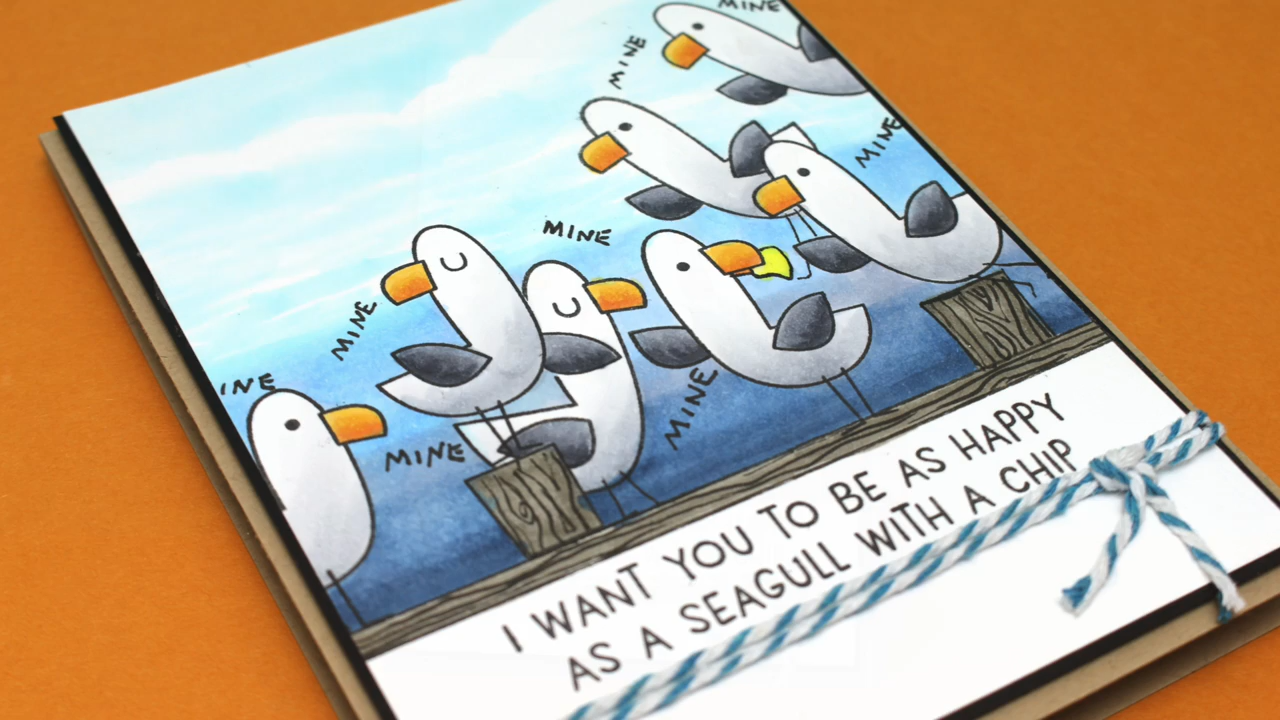 MINE
MINE
MINE
MINE
MINE
INE
MINE
MINE
I WANT YOU TO BE AS HAPPY
AS A SEAGULL WITH A CHIP